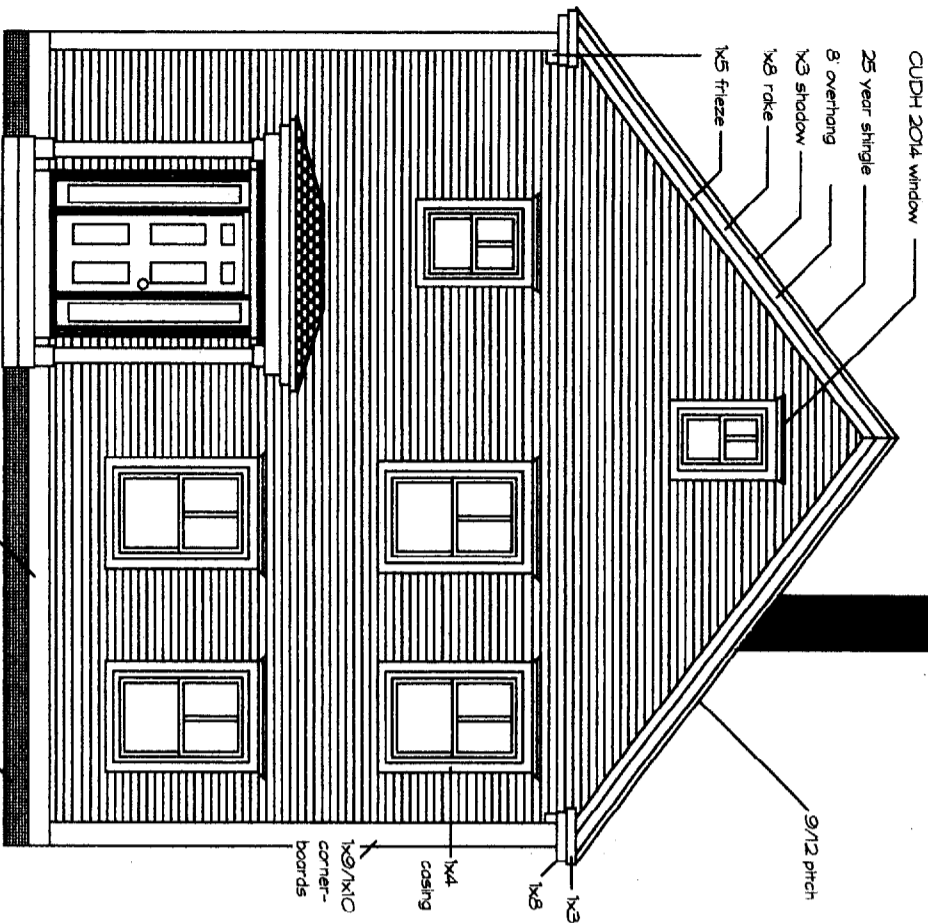 CUDH 2014 window
25 year shingle
8' overhang
1x3 shadow
1x8 rake
1x5 frieze
9/12 pitch
1x3
1x8
1x4
casing
1x9/1x10
corner-
boards